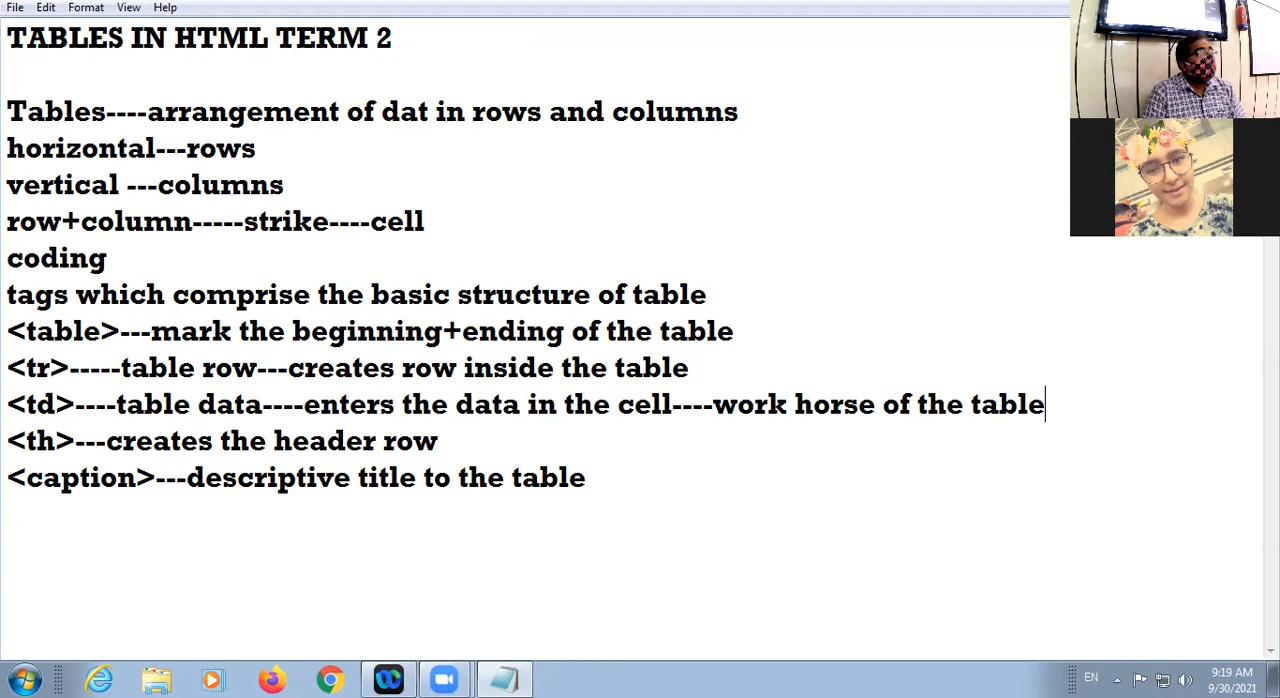 File Edit Format View Help
TABLES IN HTML TERM 2
Tables----arrangement of dat in rows and columns
horizontal---rows
vertical ---columns
row+column-----strike----cell
coding
tags which comprise the basic structure of table
<table>---mark the beginning+ending of the table
<tr>-----table row---creates row inside the table
<td>----table data----enters the data in the cell----work horse of the table
<th>---creates the header row
<caption>---descriptive title to the table
EN
9:19 AM
9/30/2021